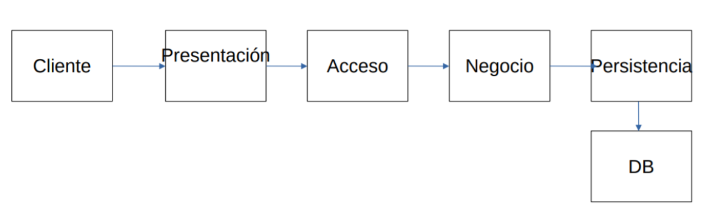 Cliente
Presentación
Acceso
Negocio
Persistencia
DB